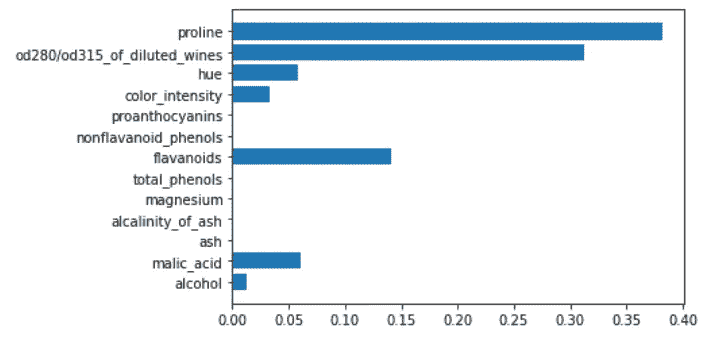 proline
od280/od315_of_diluted_wines
hue
color_intensity
proanthocyanins
nonflavanoid_phenols
flavanoids
total_phenols
magnesium
alcalinity_of_ash
ash
malic_acid
alcohol
0.00 0.05 0.10 0.15 0.20 0.25 0.30 0.35 0.40